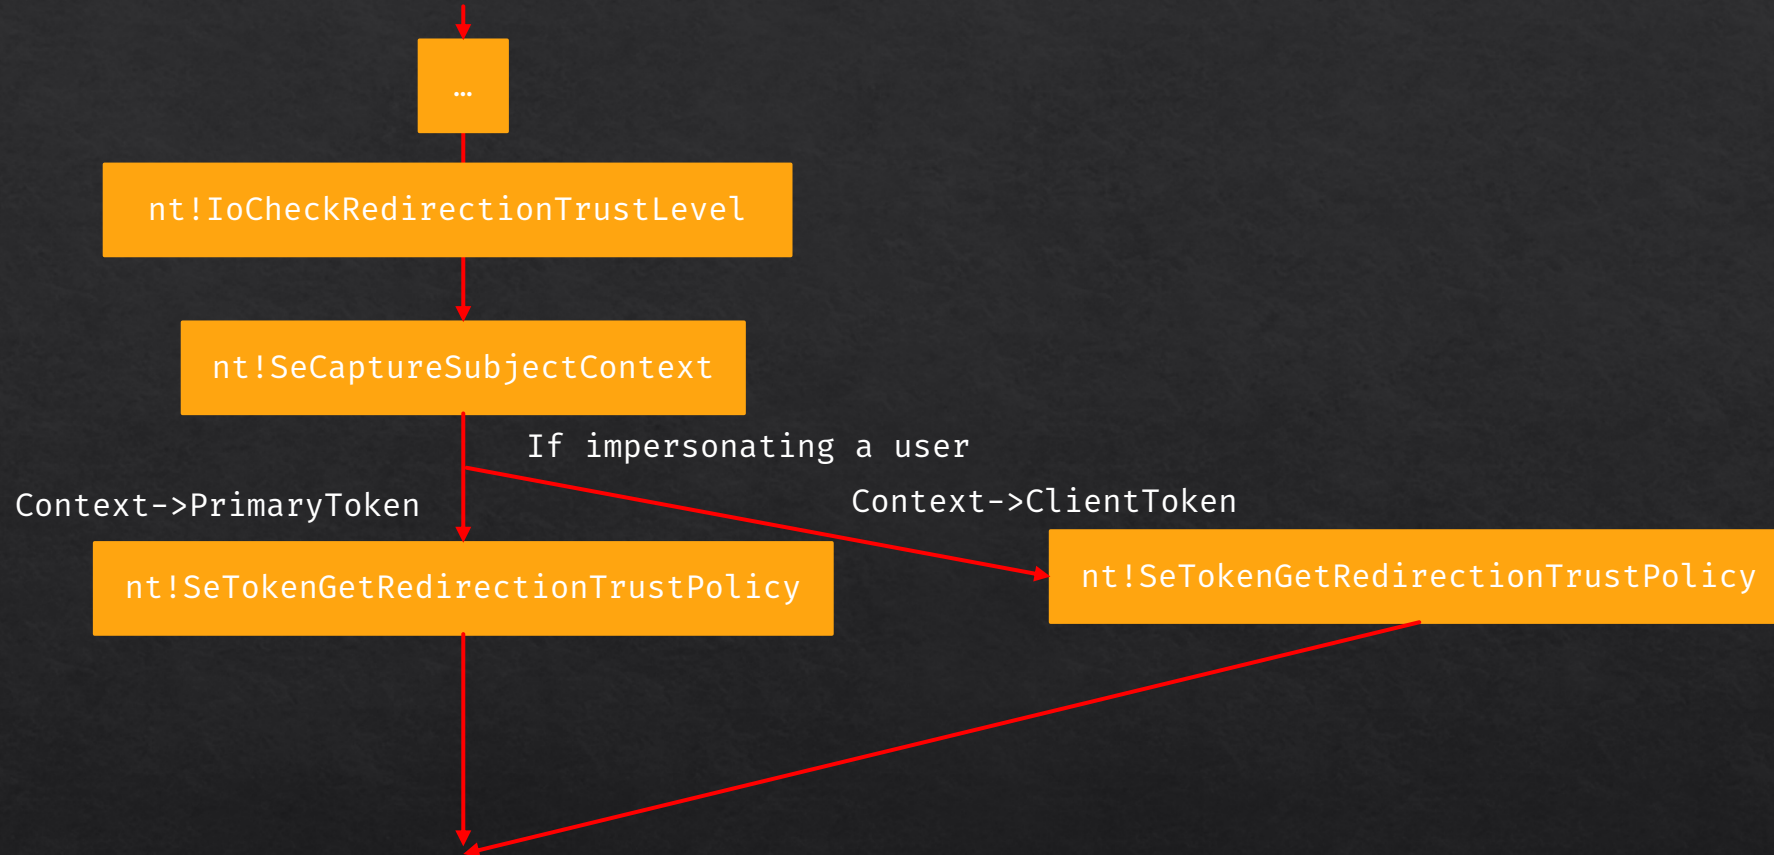 …
nt!IoCheckRedirectionTrustLevel
nt!SeCaptureSubjectContext
If impersonating a user
Context->PrimaryToken
Context->ClientToken
nt!SeTokenGetRedirectionTrustPolicy
nt!SeTokenGetRedirectionTrustPolicy